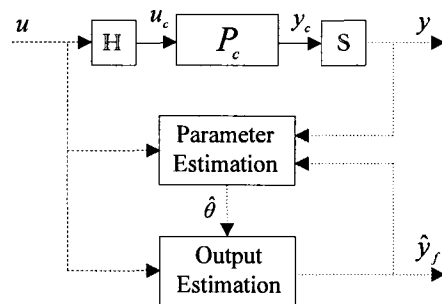 u
ℍ
u_c
P_c
y_c
S
y
Parameter
Estimation
θ̂
Output
Estimation
ŷ_f